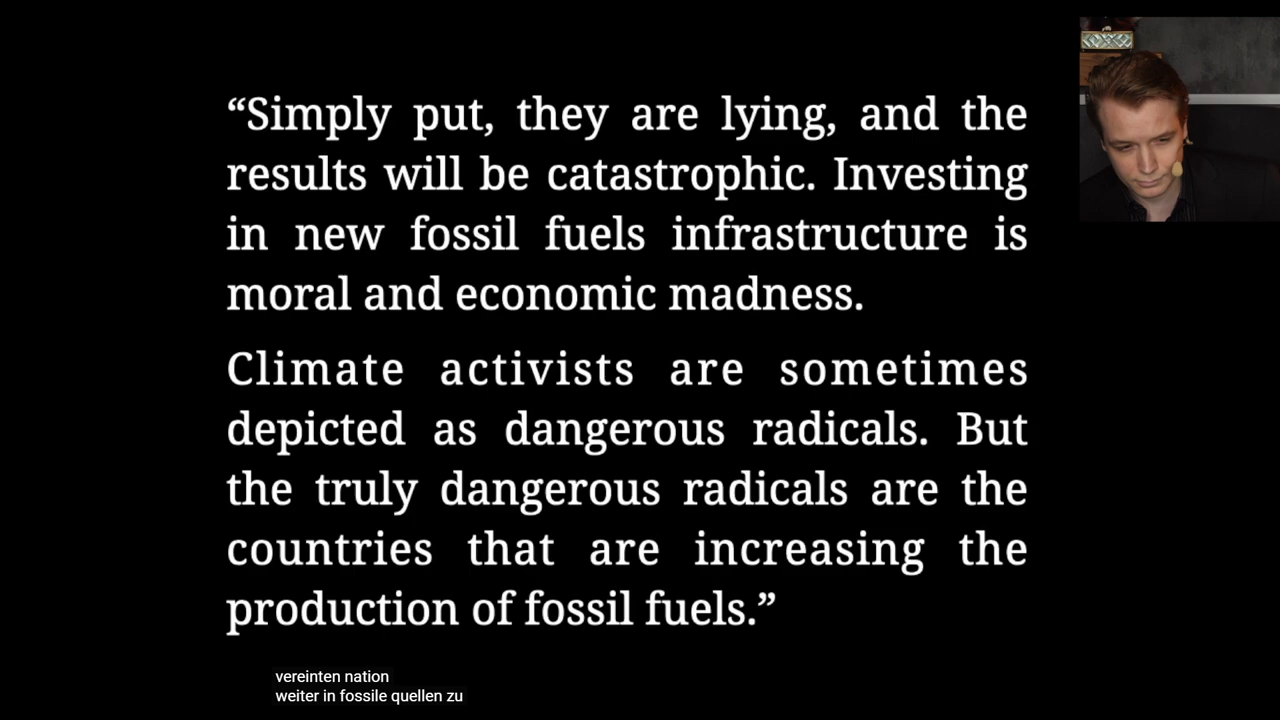 “Simply put, they are lying, and the
results will be catastrophic. Investing
in new fossil fuels infrastructure is
moral and economic madness.
Climate activists are sometimes
depicted as dangerous radicals. But
the truly dangerous radicals are the
countries that are increasing the
production of fossil fuels.”
vereinten nation
weiter in fossile quellen zu